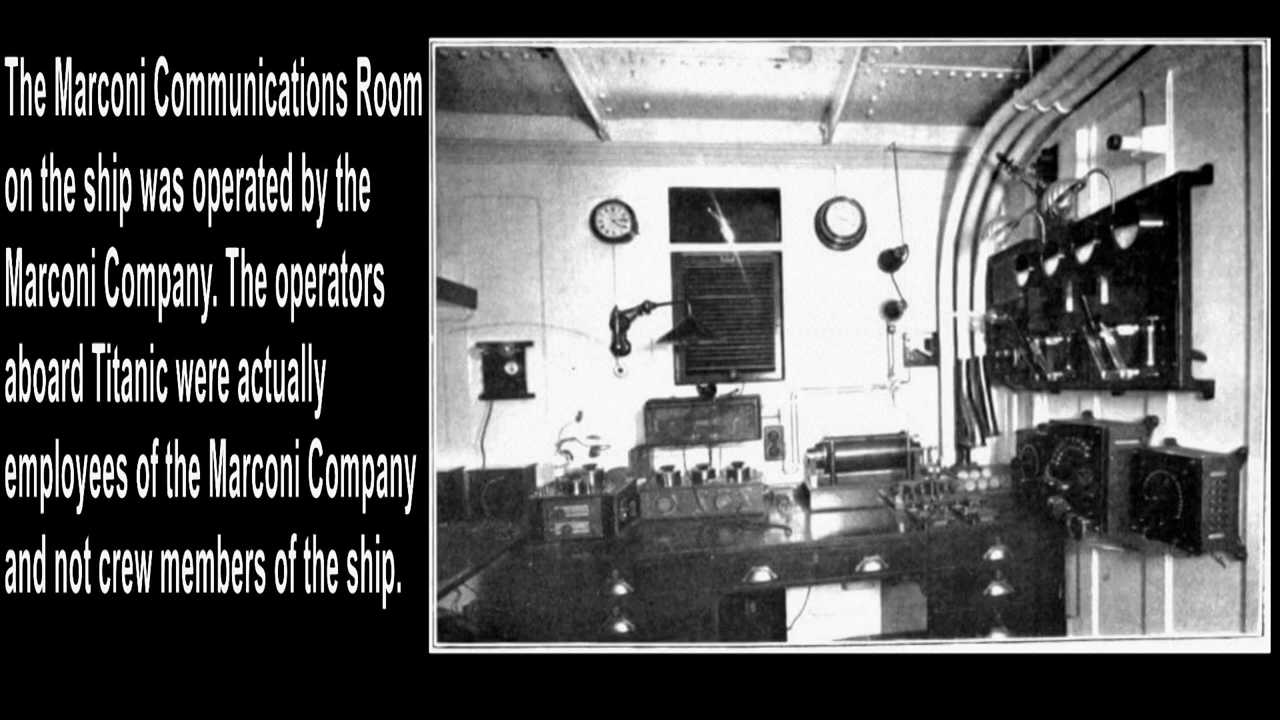 The Marconi Communications Room
on the ship was operated by the
Marconi Company. The operators
aboard Titanic were actually
employees of the Marconi Company
and not crew members of the ship.